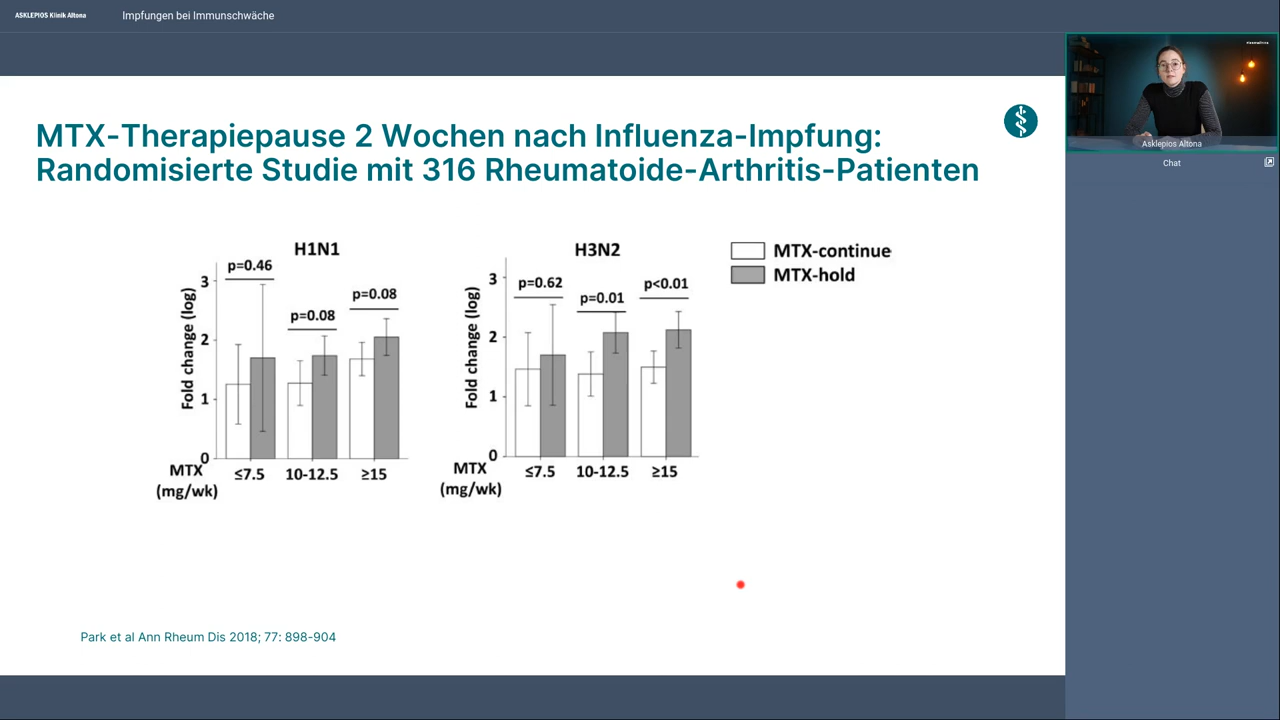 ASKLEPIOS Klinik Altona
Impfungen bei Immunschwäche
MTX-Therapiepause 2 Wochen nach Influenza-Impfung:
Randomisierte Studie mit 316 Rheumatoide-Arthritis-Patienten
H1N1
p=0.46
p=0.08
p=0.08
Fold change (log)
3
2
1
0
MTX
(mg/wk)
≤7.5
10-12.5
≥15
H3N2
p=0.62
p=0.01
p<0.01
Fold change (log)
3
2
1
0
MTX
(mg/wk)
≤7.5
10-12.5
≥15
MTX-continue
MTX-hold
Park et al Ann Rheum Dis 2018; 77: 898-904
Asklepios Altona
Chat